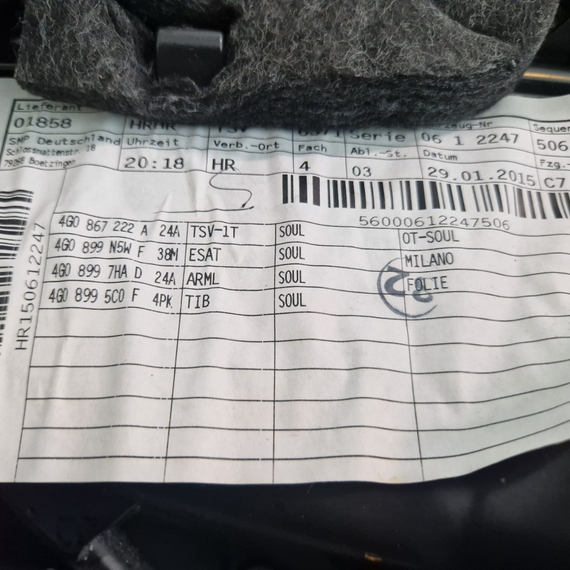 Lieferant
01858 HR/HR TSV Serie 06 1 2247 506
SMP Deutschland Uhrzeit Verb.-Ort Fach Abl.-St. Datum
Schlossmattenstr. 18
79268 Boetzingen 20:18 HR 4 03 29.01.2015 C7
56000612247506
4G0 867 222 A 24A TSV-1T SOUL OT-SOUL
4G0 899 N5W F 38M ESAT SOUL MILANO
4G0 899 7HA D 24A ARML SOUL FOLIE
4G0 899 5C0 F 4PK TIB SOUL
HR150612247